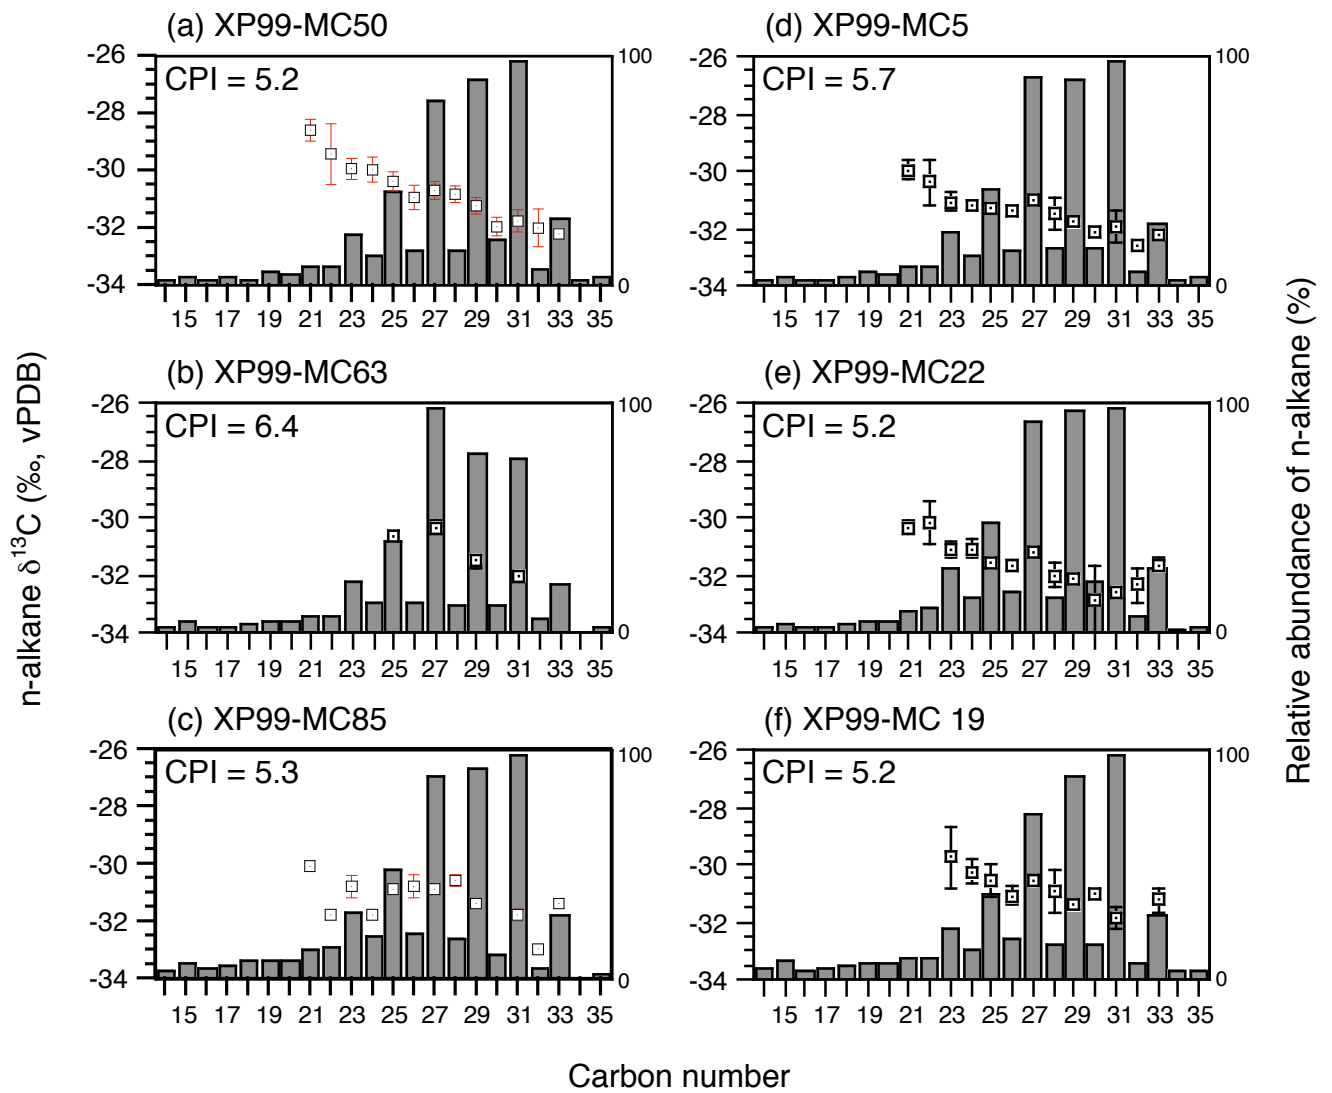 (a) XP99-MC50
CPI = 5.2
-26
-28
-30
-32
-34
100
0
15 17 19 21 23 25 27 29 31 33 35
(d) XP99-MC5
CPI = 5.7
-26
-28
-30
-32
-34
100
0
15 17 19 21 23 25 27 29 31 33 35
(b) XP99-MC63
CPI = 6.4
-26
-28
-30
-32
-34
100
0
15 17 19 21 23 25 27 29 31 33 35
(e) XP99-MC22
CPI = 5.2
-26
-28
-30
-32
-34
100
0
15 17 19 21 23 25 27 29 31 33 35
(c) XP99-MC85
CPI = 5.3
-26
-28
-30
-32
-34
100
0
15 17 19 21 23 25 27 29 31 33 35
(f) XP99-MC 19
CPI = 5.2
-26
-28
-30
-32
-34
100
0
15 17 19 21 23 25 27 29 31 33 35
n-alkane δ¹³C (‰, vPDB)
Relative abundance of n-alkane (%)
Carbon number